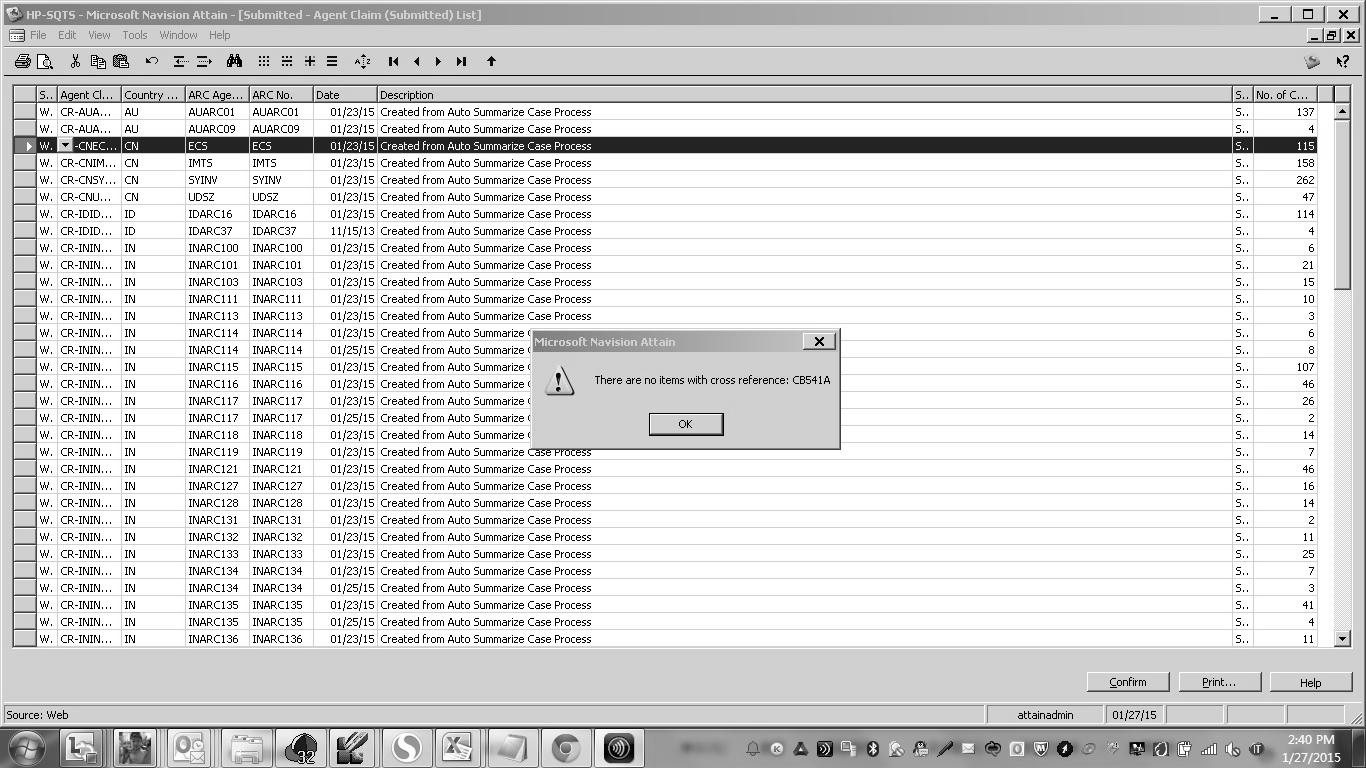 HP-SQTS - Microsoft Navision Attain - [Submitted - Agent Claim (Submitted) List]
File Edit View Tools Window Help
S.. Agent Cl... Country ... ARC Age... ARC No. Date Description S.. No. of C...
W. CR-AUA... AU AUARC01 AUARC01 01/23/15 Created from Auto Summarize Case Process S.. 137
W. CR-AUA... AU AUARC09 AUARC09 01/23/15 Created from Auto Summarize Case Process S.. 4
W. -CNEC... CN ECS ECS 01/23/15 Created from Auto Summarize Case Process S.. 115
W. CR-CNIM... CN IMTS IMTS 01/23/15 Created from Auto Summarize Case Process S.. 158
W. CR-CNSY... CN SYINV SYINV 01/23/15 Created from Auto Summarize Case Process S.. 262
W. CR-CNU... CN UDSZ UDSZ 01/23/15 Created from Auto Summarize Case Process S.. 47
W. CR-IDID... ID IDARC16 IDARC16 01/23/15 Created from Auto Summarize Case Process S.. 114
W. CR-IDID... ID IDARC37 IDARC37 11/15/13 Created from Auto Summarize Case Process S.. 4
W. CR-ININ... IN INARC100 INARC100 01/23/15 Created from Auto Summarize Case Process S.. 6
W. CR-ININ... IN INARC101 INARC101 01/23/15 Created from Auto Summarize Case Process S.. 21
W. CR-ININ... IN INARC103 INARC103 01/23/15 Created from Auto Summarize Case Process S.. 15
W. CR-ININ... IN INARC111 INARC111 01/23/15 Created from Auto Summarize Case Process S.. 10
W. CR-ININ... IN INARC113 INARC113 01/23/15 Created from Auto Summarize Case Process S.. 3
W. CR-ININ... IN INARC114 INARC114 01/23/15 Created from Auto Summarize S.. 6
W. CR-ININ... IN INARC114 INARC114 01/25/15 Created from Auto Summarize S.. 8
W. CR-ININ... IN INARC115 INARC115 01/23/15 Created from Auto Summarize S.. 107
W. CR-ININ... IN INARC116 INARC116 01/23/15 Created from Auto Summarize S.. 46
W. CR-ININ... IN INARC117 INARC117 01/23/15 Created from Auto Summarize S.. 26
W. CR-ININ... IN INARC117 INARC117 01/25/15 Created from Auto Summarize S.. 2
W. CR-ININ... IN INARC118 INARC118 01/23/15 Created from Auto Summarize S.. 14
W. CR-ININ... IN INARC119 INARC119 01/23/15 Created from Auto Summarize Case Process S.. 7
W. CR-ININ... IN INARC121 INARC121 01/23/15 Created from Auto Summarize Case Process S.. 46
W. CR-ININ... IN INARC127 INARC127 01/23/15 Created from Auto Summarize Case Process S.. 16
W. CR-ININ... IN INARC128 INARC128 01/23/15 Created from Auto Summarize Case Process S.. 14
W. CR-ININ... IN INARC131 INARC131 01/23/15 Created from Auto Summarize Case Process S.. 2
W. CR-ININ... IN INARC132 INARC132 01/23/15 Created from Auto Summarize Case Process S.. 11
W. CR-ININ... IN INARC133 INARC133 01/23/15 Created from Auto Summarize Case Process S.. 25
W. CR-ININ... IN INARC134 INARC134 01/23/15 Created from Auto Summarize Case Process S.. 7
W. CR-ININ... IN INARC134 INARC134 01/25/15 Created from Auto Summarize Case Process S.. 3
W. CR-ININ... IN INARC135 INARC135 01/23/15 Created from Auto Summarize Case Process S.. 41
W. CR-ININ... IN INARC135 INARC135 01/25/15 Created from Auto Summarize Case Process S.. 4
W. CR-ININ... IN INARC136 INARC136 01/23/15 Created from Auto Summarize Case Process S.. 11
Microsoft Navision Attain
There are no items with cross reference: CB541A
OK
Confirm Print... Help
Source: Web attainadmin 01/27/15
32
2:40 PM
1/27/2015